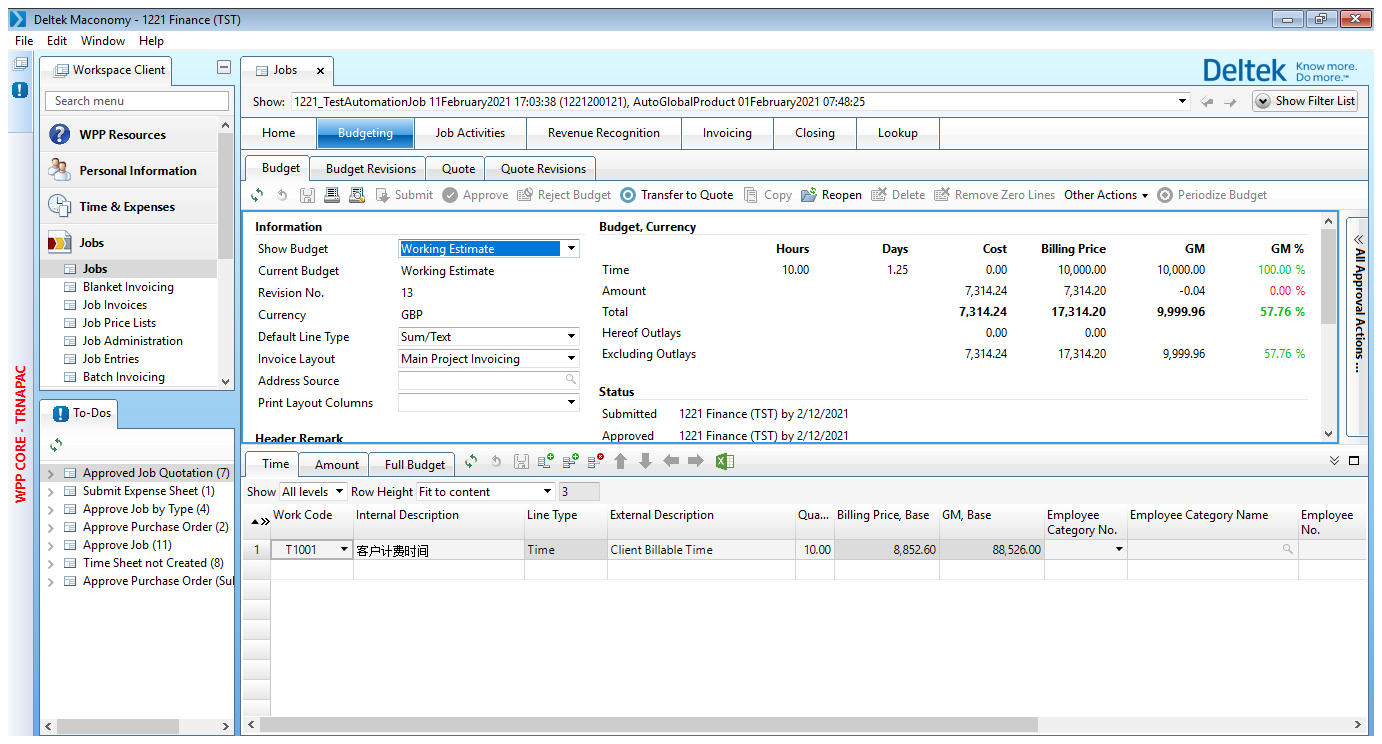 Deltek Maconomy - 1221 Finance (TST)
File Edit Window Help
Workspace Client
Search menu
WPP Resources
Personal Information
Time & Expenses
Jobs
Jobs
Blanket Invoicing
Job Invoices
Job Price Lists
Job Administration
Job Entries
Batch Invoicing
WPP CORE - TRNAPAC
To-Dos
Approved Job Quotation (7)
Submit Expense Sheet (1)
Approve Job by Type (4)
Approve Purchase Order (2)
Approve Job (11)
Time Sheet not Created (8)
Approve Purchase Order (Sul
Jobs x
Deltek Know more. Do more.™
Show: 1221_TestAutomationJob 11February2021 17:03:38 (1221200121), AutoGlobalProduct 01February2021 07:48:25 Show Filter List
Home Budgeting Job Activities Revenue Recognition Invoicing Closing Lookup
Budget Budget Revisions Quote Quote Revisions
Submit Approve Reject Budget Transfer to Quote Copy Reopen Delete Remove Zero Lines Other Actions Periodize Budget
Information
Show Budget Working Estimate
Current Budget Working Estimate
Revision No. 13
Currency GBP
Default Line Type Sum/Text
Invoice Layout Main Project Invoicing
Address Source
Print Layout Columns
Header Remark
Budget, Currency
Hours Days Cost Billing Price GM GM %
Time 10.00 1.25 0.00 10,000.00 10,000.00 100.00 %
Amount 7,314.24 7,314.20 -0.04 0.00 %
Total 7,314.24 17,314.20 9,999.96 57.76 %
Hereof Outlays 0.00 0.00
Excluding Outlays 7,314.24 17,314.20 9,999.96 57.76 %
Status
Submitted 1221 Finance (TST) by 2/12/2021
Approved 1221 Finance (TST) by 2/12/2021
All Approval Actions ...
Time Amount Full Budget
Show All levels Row Height Fit to content 3
Work Code Internal Description Line Type External Description Qua... Billing Price, Base GM, Base Employee Category No. Employee Category Name Employee No.
1 T1001 客户计费时间 Time Client Billable Time 10.00 8,852.60 88,526.00